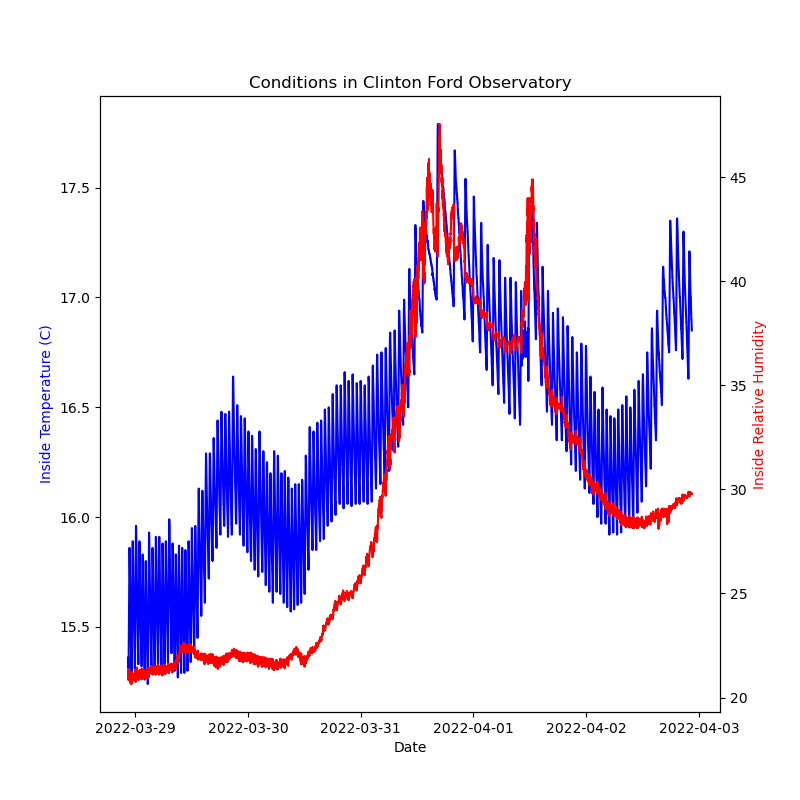 Conditions in Clinton Ford Observatory
17.5
17.0
16.5
16.0
15.5
Inside Temperature (C)
45
40
35
30
25
20
Inside Relative Humidity
2022-03-29 2022-03-30 2022-03-31 2022-04-01 2022-04-02 2022-04-03
Date